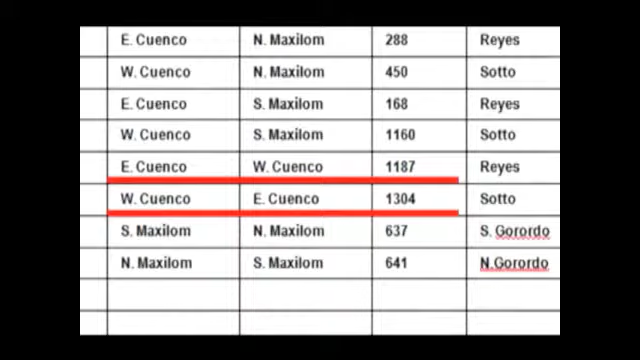 E. Cuenco N. Maxilom 288 Reyes
W. Cuenco N. Maxilom 450 Sotto
E. Cuenco S. Maxilom 168 Reyes
W. Cuenco S. Maxilom 1160 Sotto
E. Cuenco W. Cuenco 1187 Reyes
W. Cuenco E. Cuenco 1304 Sotto
S. Maxilom N. Maxilom 637 S. Gorordo
N. Maxilom S. Maxilom 641 N.Gorordo